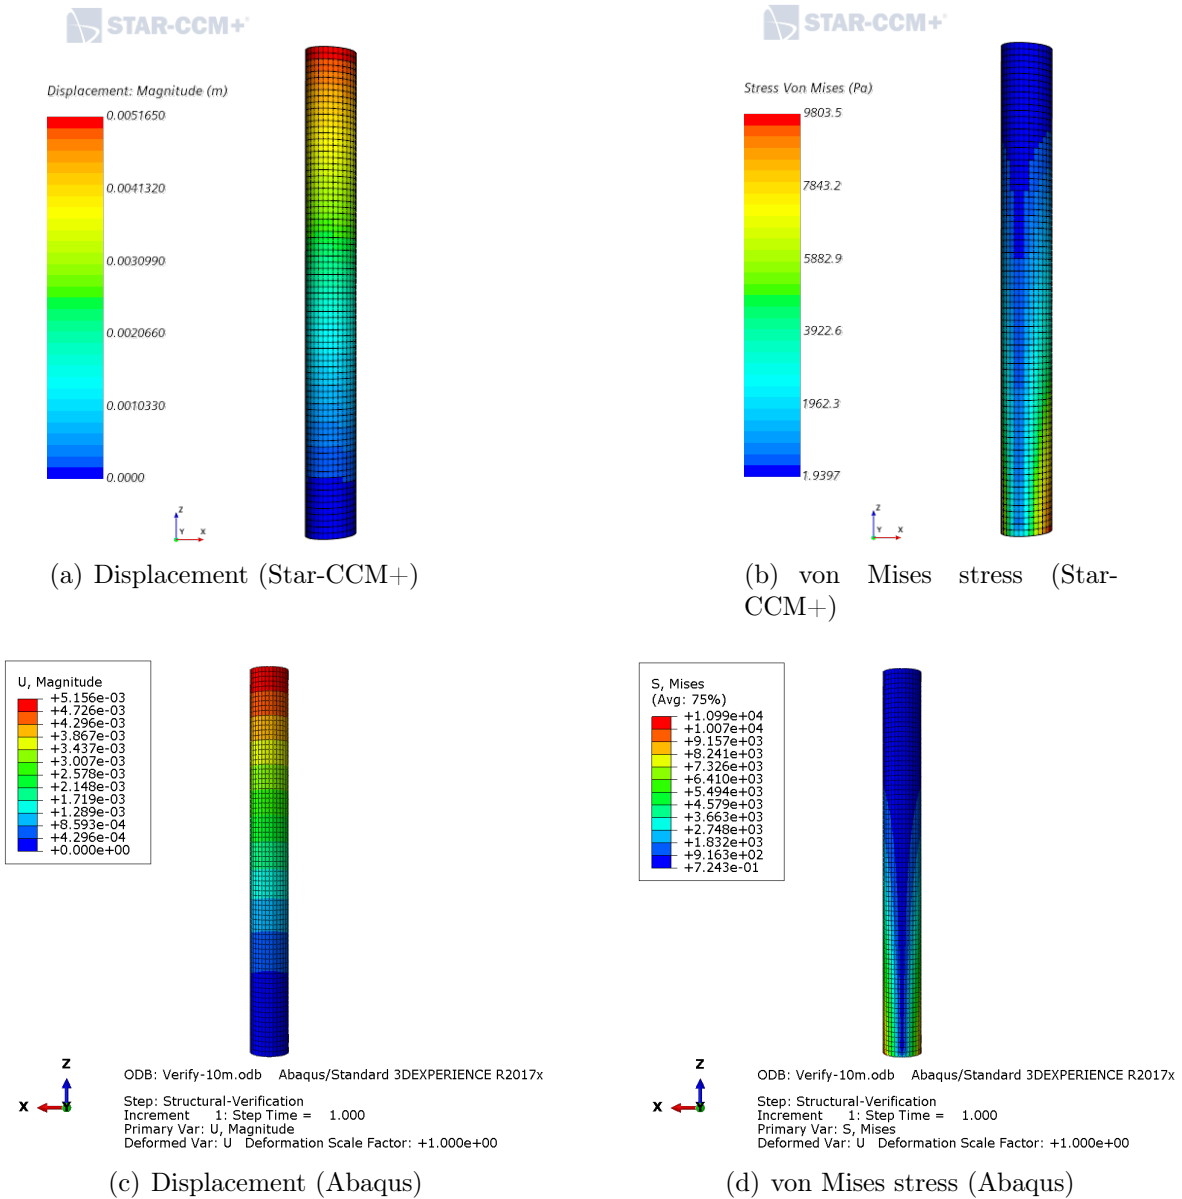 STAR-CCM+
Displacement: Magnitude (m)
0.0051650
0.0041320
0.0030990
0.0020660
0.0010330
0.0000
Z
Y X
(a) Displacement (Star-CCM+)
STAR-CCM+
Stress Von Mises (Pa)
9803.5
7843.2
5882.9
3922.6
1962.3
1.9397
Z
Y X
(b) von Mises stress (Star-
CCM+)
U, Magnitude
+5.156e-03
+4.726e-03
+4.296e-03
+3.867e-03
+3.437e-03
+3.007e-03
+2.578e-03
+2.148e-03
+1.719e-03
+1.289e-03
+8.593e-04
+4.296e-04
+0.000e+00
Z
X Y
ODB: Verify-10m.odb Abaqus/Standard 3DEXPERIENCE R2017x
Step: Structural-Verification
Increment 1: Step Time = 1.000
Primary Var: U, Magnitude
Deformed Var: U Deformation Scale Factor: +1.000e+00
(c) Displacement (Abaqus)
S, Mises
(Avg: 75%)
+1.099e+04
+1.007e+04
+9.157e+03
+8.241e+03
+7.326e+03
+6.410e+03
+5.494e+03
+4.579e+03
+3.663e+03
+2.748e+03
+1.832e+03
+9.163e+02
+7.243e-01
Z
X Y
ODB: Verify-10m.odb Abaqus/Standard 3DEXPERIENCE R2017x
Step: Structural-Verification
Increment 1: Step Time = 1.000
Primary Var: S, Mises
Deformed Var: U Deformation Scale Factor: +1.000e+00
(d) von Mises stress (Abaqus)